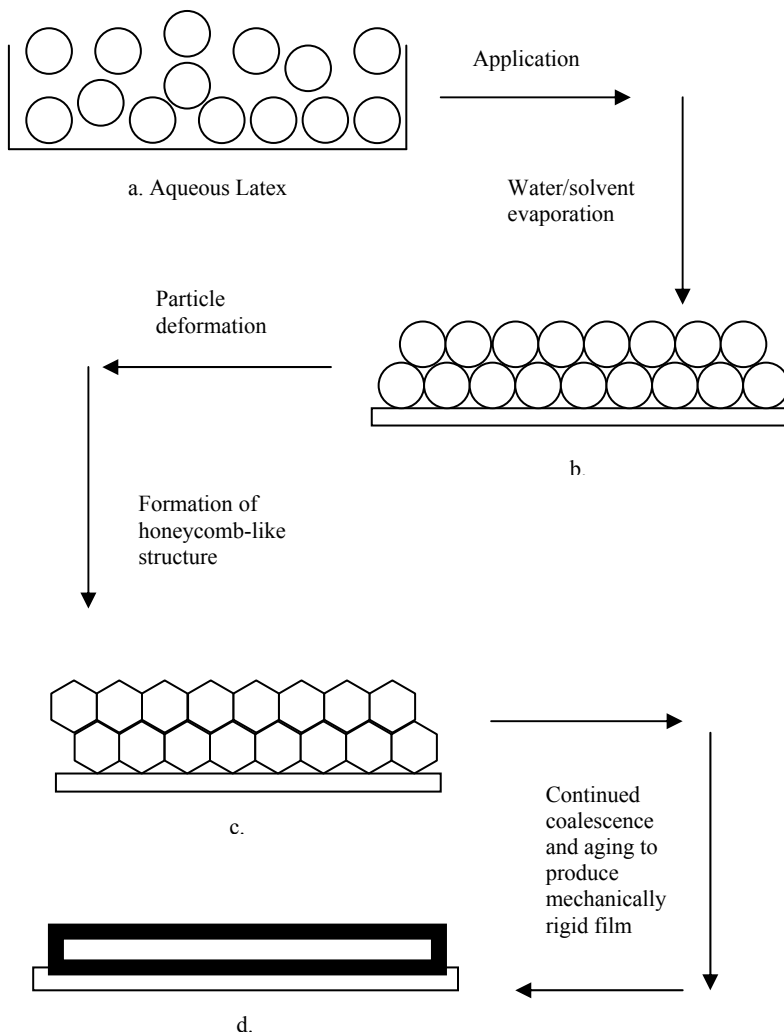 Application
a. Aqueous Latex
Water/solvent
evaporation
Particle
deformation
b.
Formation of
honeycomb-like
structure
c.
Continued
coalescence
and aging to
produce
mechanically
rigid film
d.